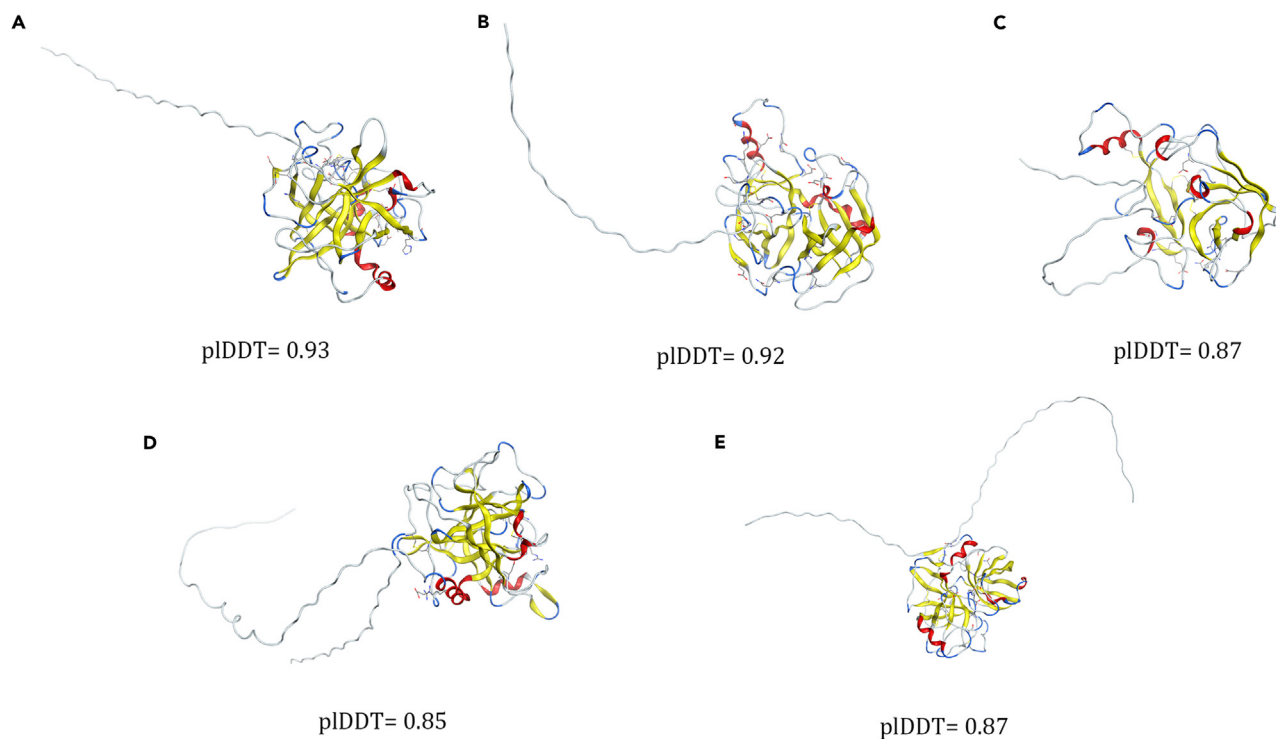 A
B
C
plDDT= 0.93
plDDT= 0.92
plDDT= 0.87
D
E
plDDT= 0.85
plDDT= 0.87